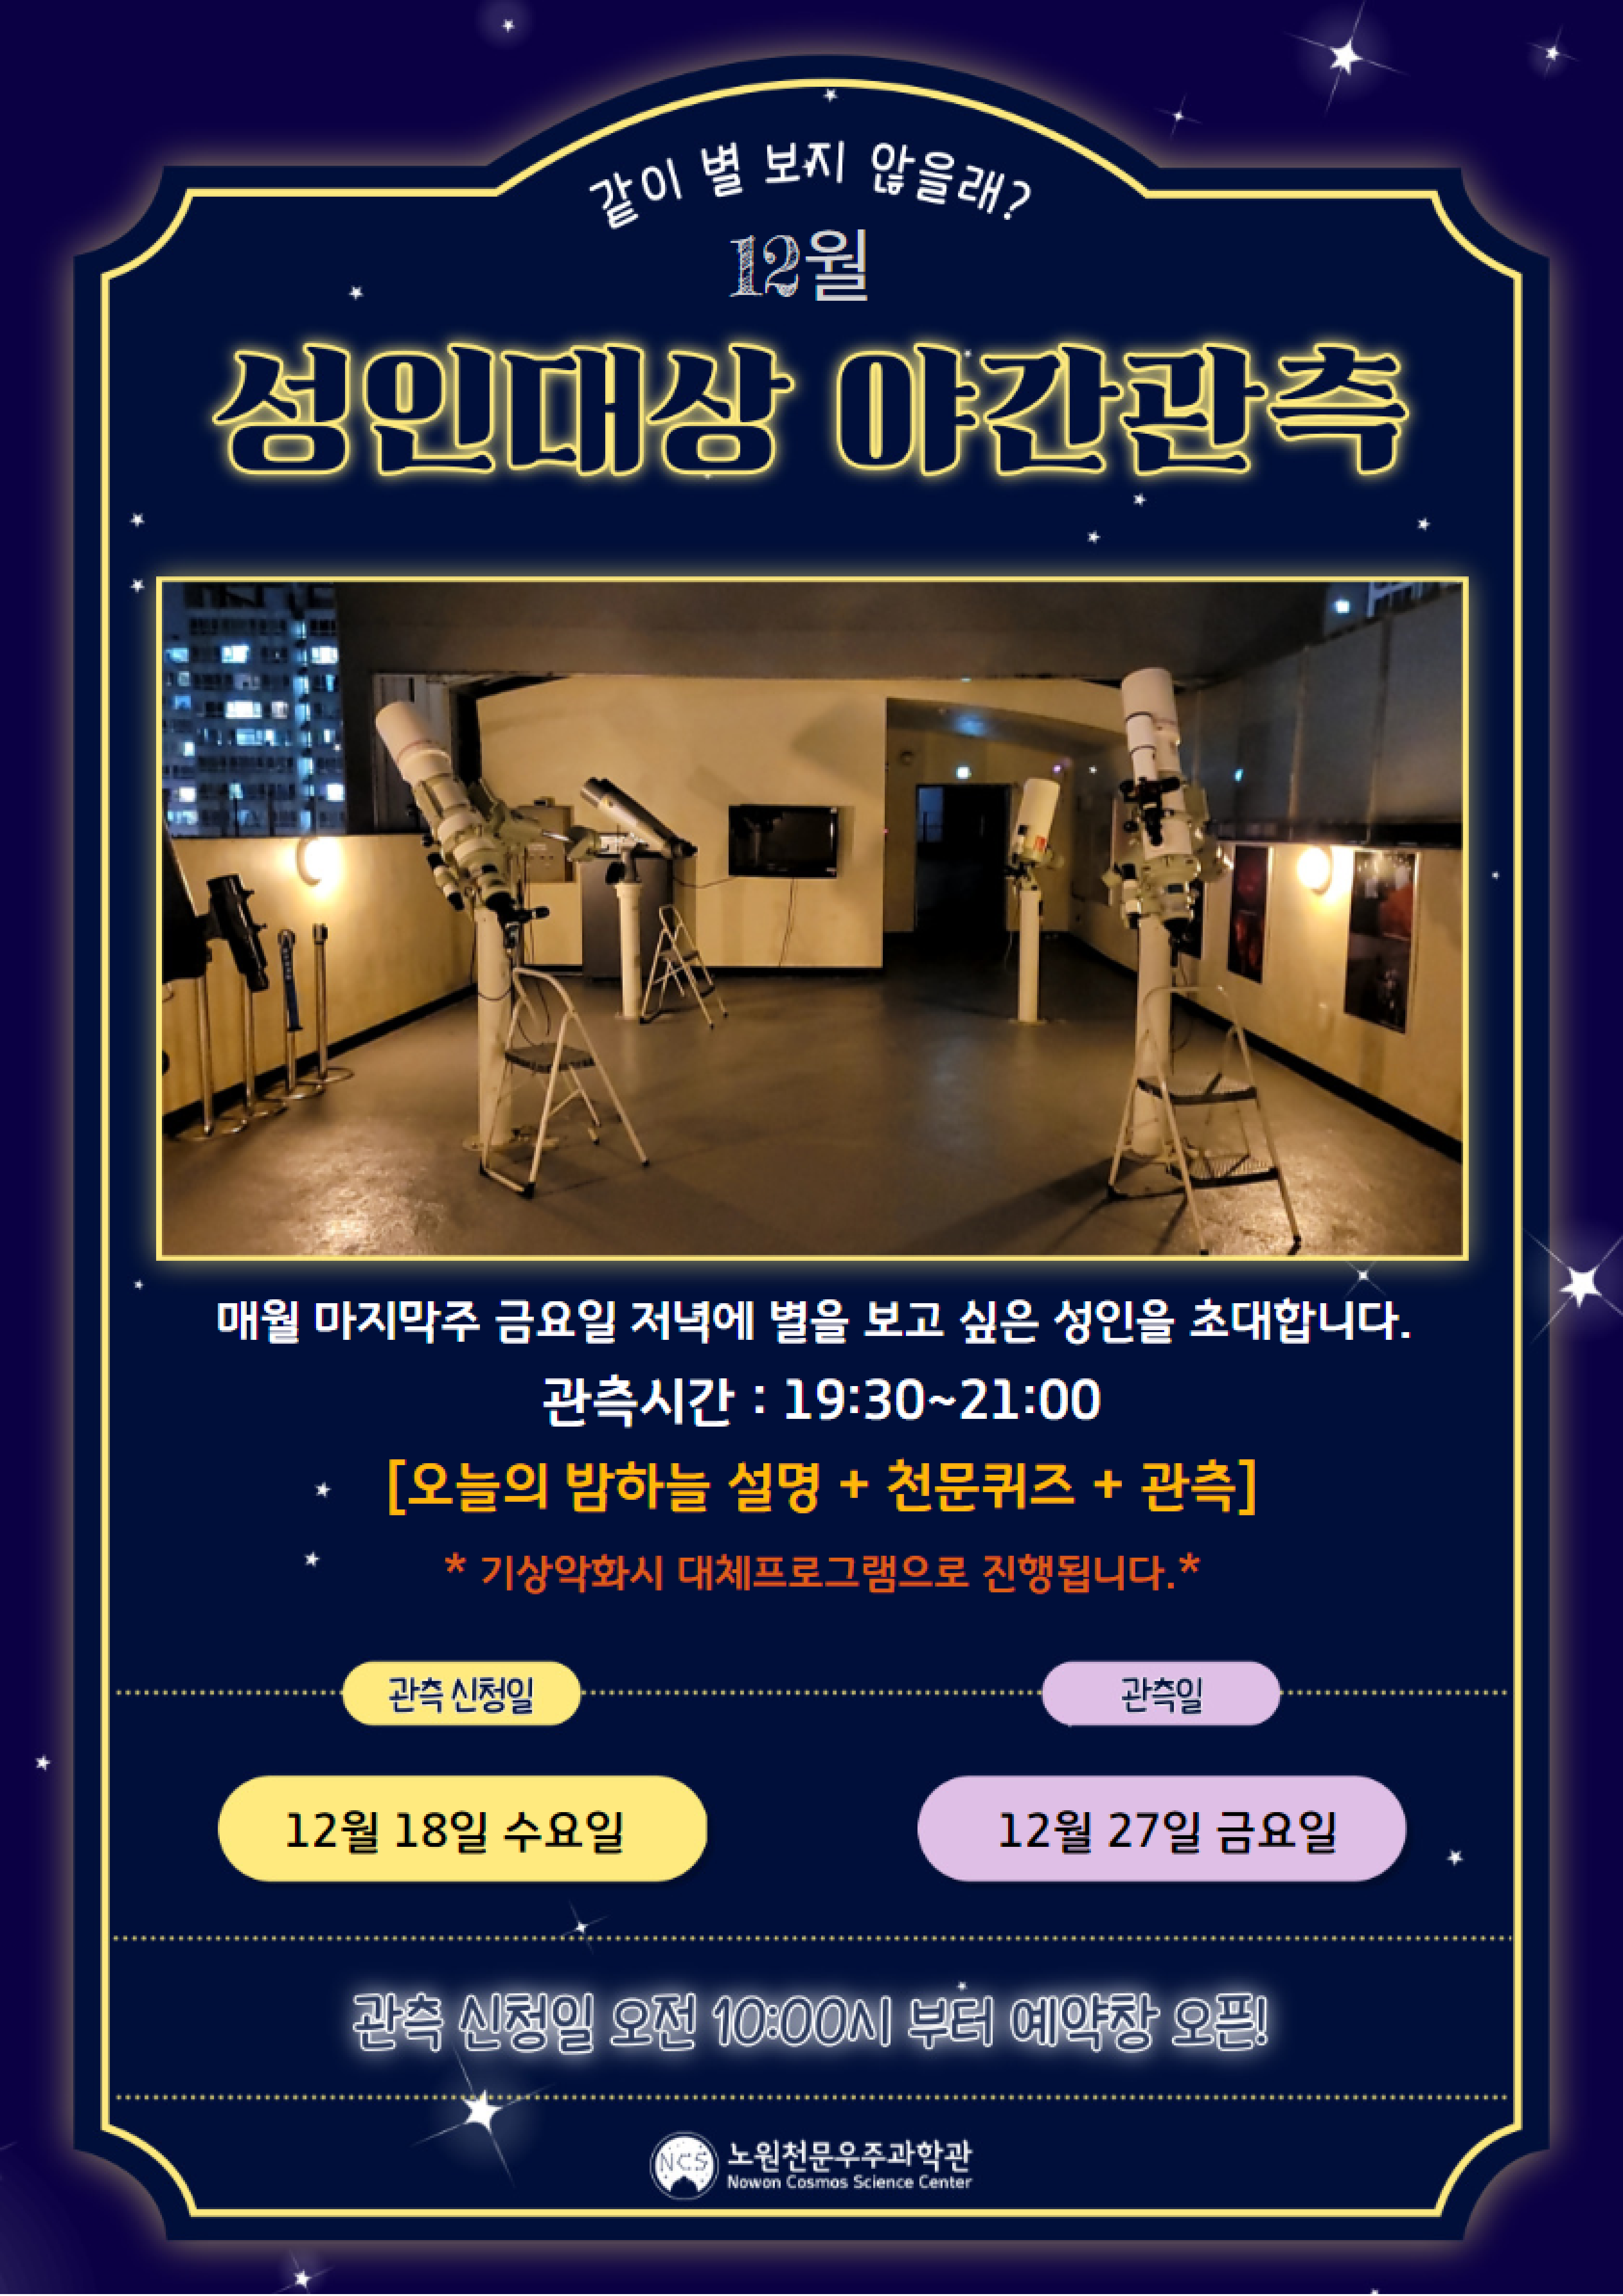 같이 별 보지 않을래?
12월
성인대상 야간관측
매월 마지막주 금요일 저녁에 별을 보고 싶은 성인을 초대합니다.
관측시간 : 19:30~21:00
[오늘의 밤하늘 설명 + 천문퀴즈 + 관측]
* 기상악화시 대체프로그램으로 진행됩니다.*
관측 신청일
관측일
12월 18일 수요일
12월 27일 금요일
관측 신청일 오전 10:00시 부터 예약창 오픈!
NCS
노원천문우주과학관
Nowon Cosmos Science Center